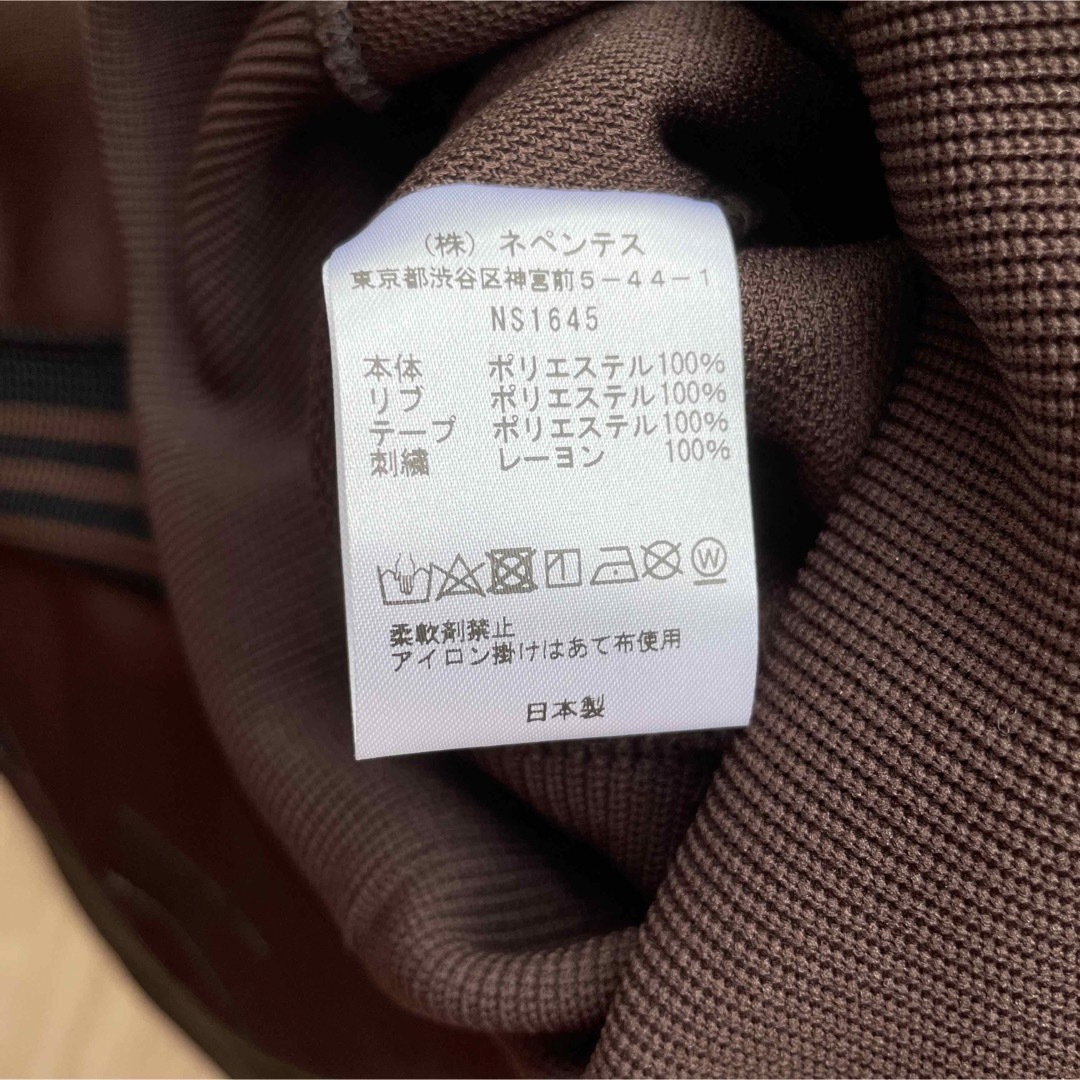 （株）ネペンテス
東京都渋谷区神宮前5－44－1
NS1645
本体 ポリエステル100%
リブ ポリエステル100%
テープ ポリエステル100%
刺繍 レーヨン 100%
W
柔軟剤禁止
アイロン掛けはあて布使用
日本製